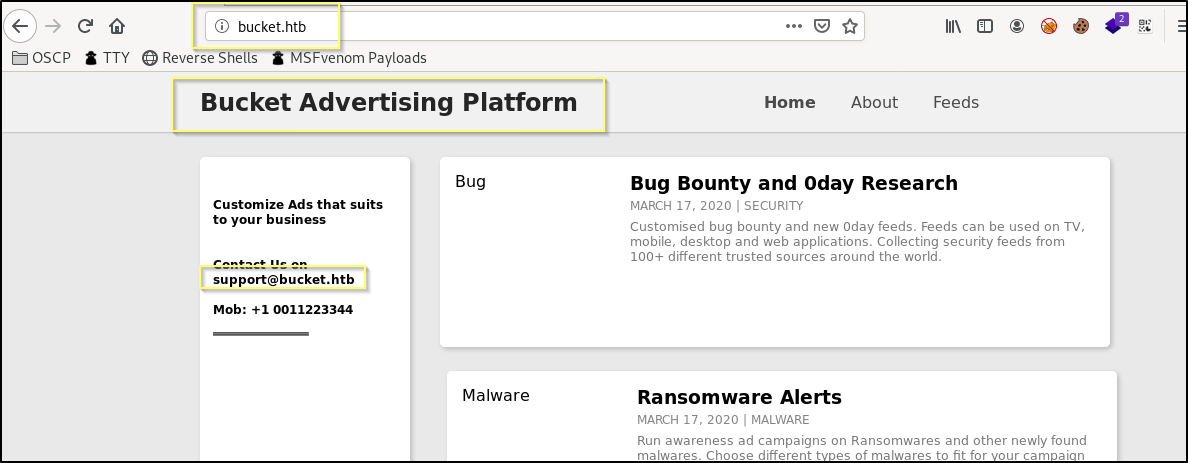 bucket.htb
2
OSCP TTY Reverse Shells MSFvenom Payloads
Bucket Advertising Platform
Home About Feeds
Customize Ads that suits
to your business
Contact Us on
support@bucket.htb
Mob: +1 0011223344
Bug
Bug Bounty and 0day Research
MARCH 17, 2020 | SECURITY
Customised bug bounty and new 0day feeds. Feeds can be used on TV,
mobile, desktop and web applications. Collecting security feeds from
100+ different trusted sources around the world.
Malware
Ransomware Alerts
MARCH 17, 2020 | MALWARE
Run awareness ad campaigns on Ransomwares and other newly found
malwares. Choose different types of malwares to fit for your campaign